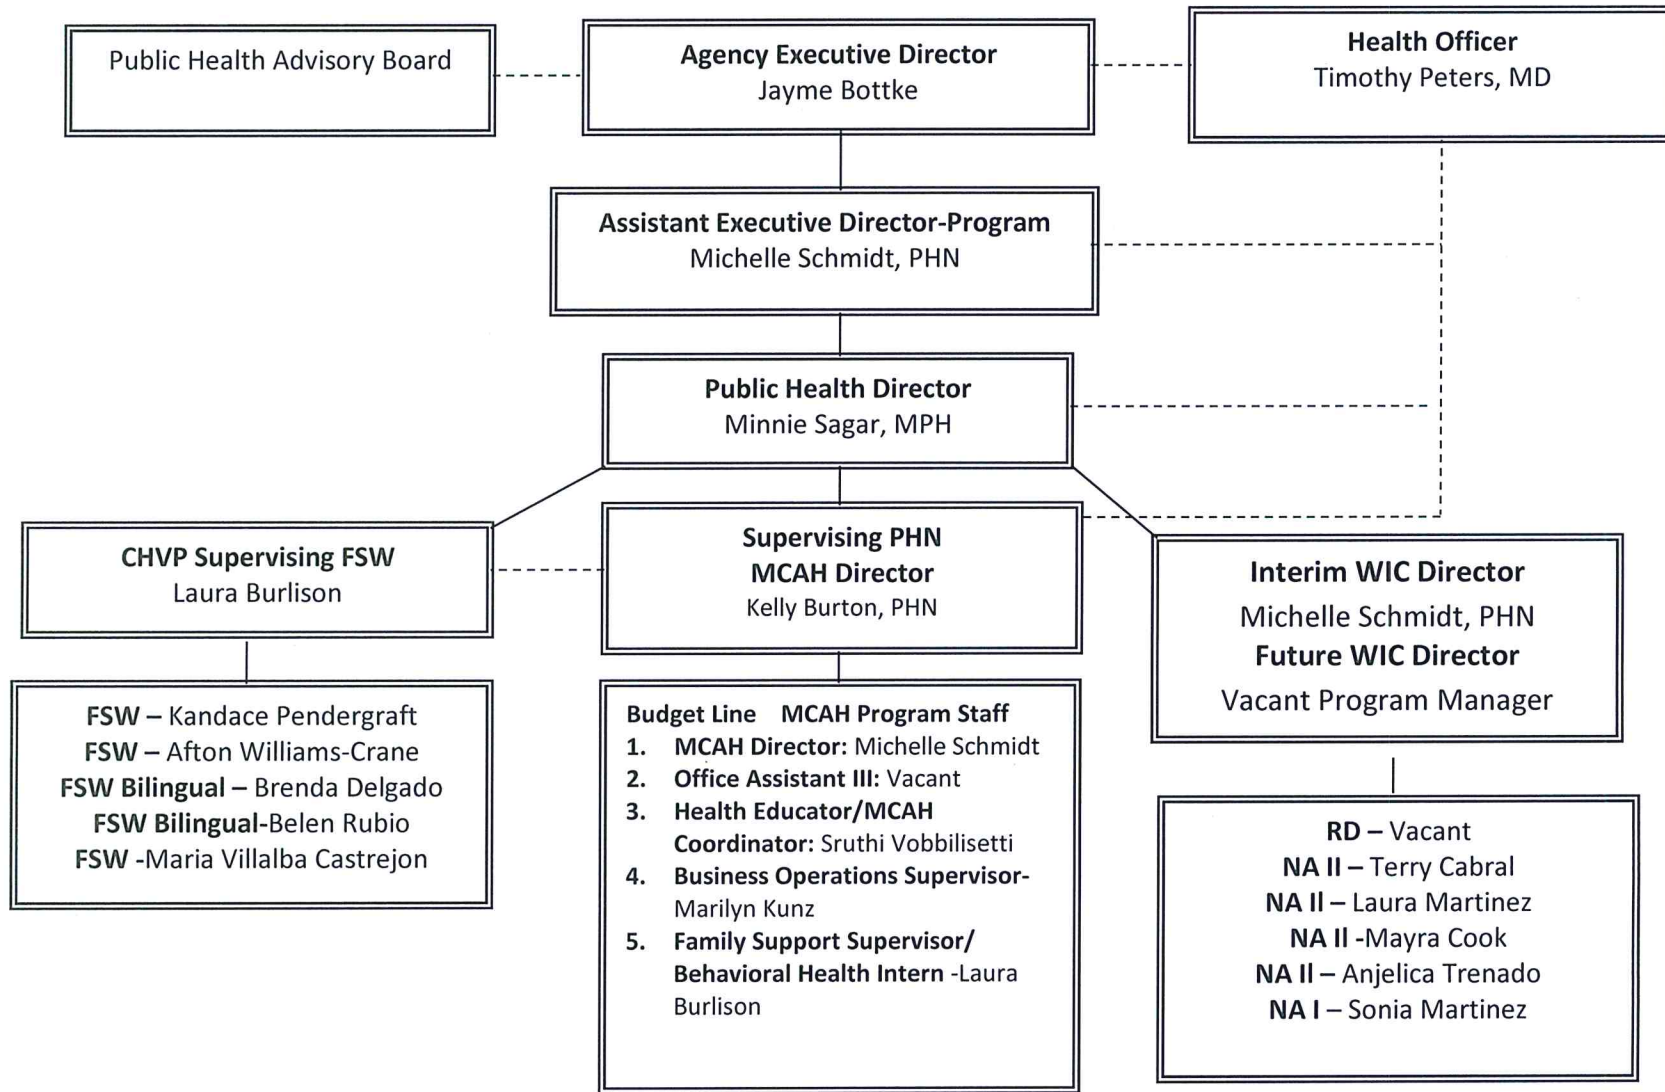 Public Health Advisory Board
Agency Executive Director
Jayme Bottke
Health Officer
Timothy Peters, MD
Assistant Executive Director-Program
Michelle Schmidt, PHN
Public Health Director
Minnie Sagar, MPH
CHVP Supervising FSW
Laura Burlison
Supervising PHN
MCAH Director
Kelly Burton, PHN
Interim WIC Director
Michelle Schmidt, PHN
Future WIC Director
Vacant Program Manager
FSW – Kandace Pendergraft
FSW – Afton Williams-Crane
FSW Bilingual – Brenda Delgado
FSW Bilingual-Belen Rubio
FSW -Maria Villalba Castrejon
Budget Line MCAH Program Staff
1. MCAH Director: Michelle Schmidt
2. Office Assistant III: Vacant
3. Health Educator/MCAH
Coordinator: Sruthi Vobbilisetti
4. Business Operations Supervisor-
Marilyn Kunz
5. Family Support Supervisor/
Behavioral Health Intern -Laura
Burlison
RD – Vacant
NA II – Terry Cabral
NA II – Laura Martinez
NA II -Mayra Cook
NA II – Anjelica Trenado
NA I – Sonia Martinez